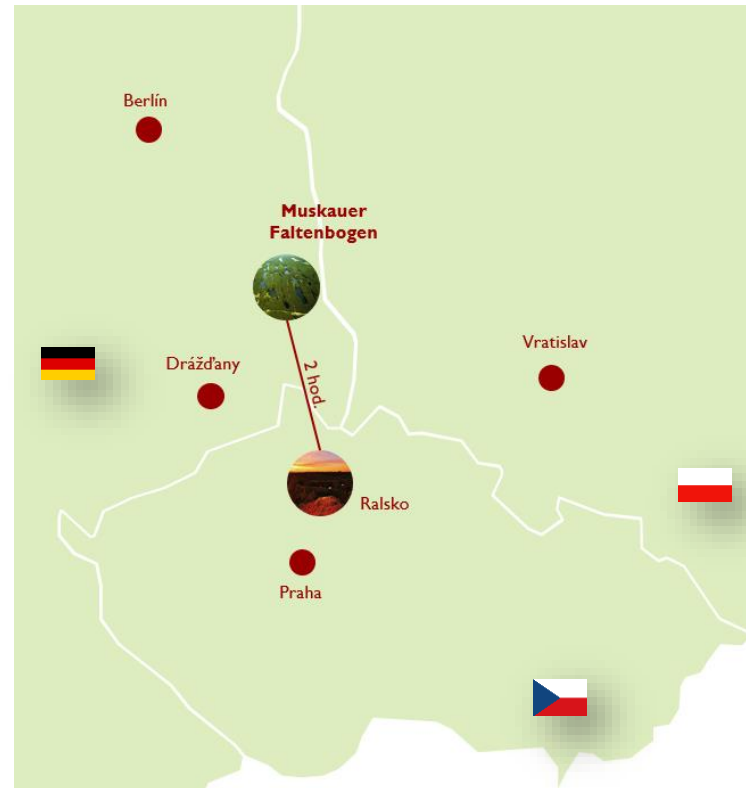 Berlín
Muskauer
Faltenbogen
Vratislav
Drážďany
2 hod.
Ralsko
Praha